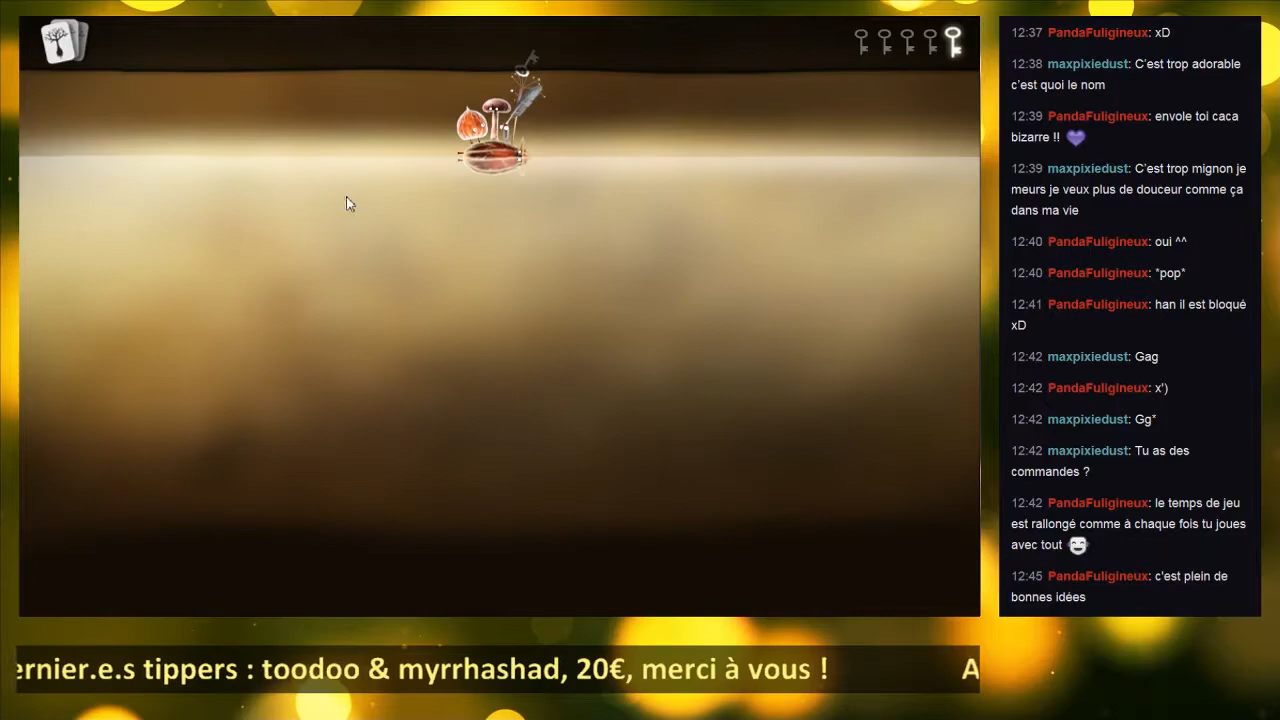 12:37 PandaFuligineux: xD
12:38 maxpixiedust: C'est trop adorable
c'est quoi le nom
12:39 PandaFuligineux: envole toi caca
bizarre !!
12:39 maxpixiedust: C'est trop mignon je
meurs je veux plus de douceur comme ça
dans ma vie
12:40 PandaFuligineux: oui ^^
12:40 PandaFuligineux: *pop*
12:41 PandaFuligineux: han il est bloqué
xD
12:42 maxpixiedust: Gag
12:42 PandaFuligineux: x')
12:42 maxpixiedust: Gg*
12:42 maxpixiedust: Tu as des
commandes ?
12:42 PandaFuligineux: le temps de jeu
est rallongé comme à chaque fois tu joues
avec tout
12:45 PandaFuligineux: c'est plein de
bonnes idées
ernier.e.s tippers : toodoo & myrrhashad, 20€, merci à vous ! A